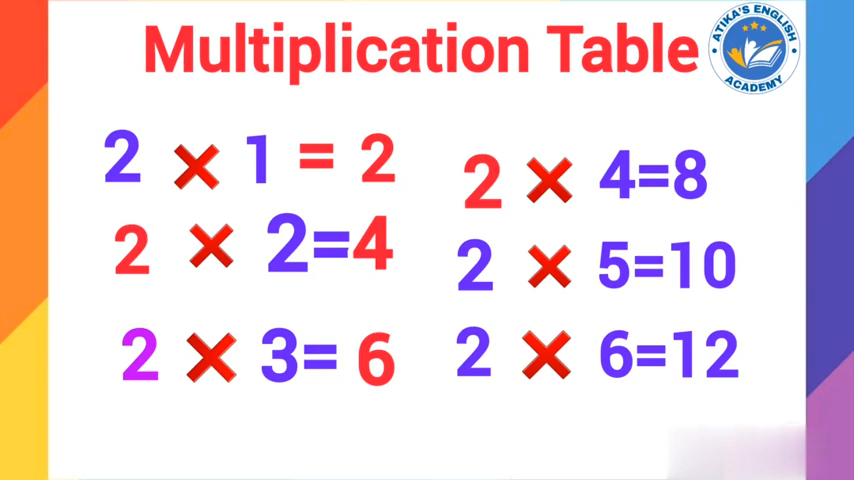 Multiplication Table
ATIKA'S ENGLISH
ACADEMY
2 × 1 = 2
2 × 2=4
2 × 3= 6
2 × 4=8
2 × 5=10
2 × 6=12